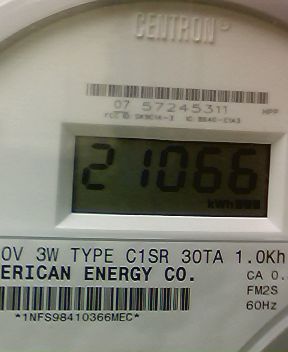 CENTRON
07 57245311
HPP
21066
kWh
0V 3W TYPE C1SR 30TA 1.0Kh
ERICAN ENERGY CO.
CA 0.
FM2S
60Hz
*1NFS98410366MEC*